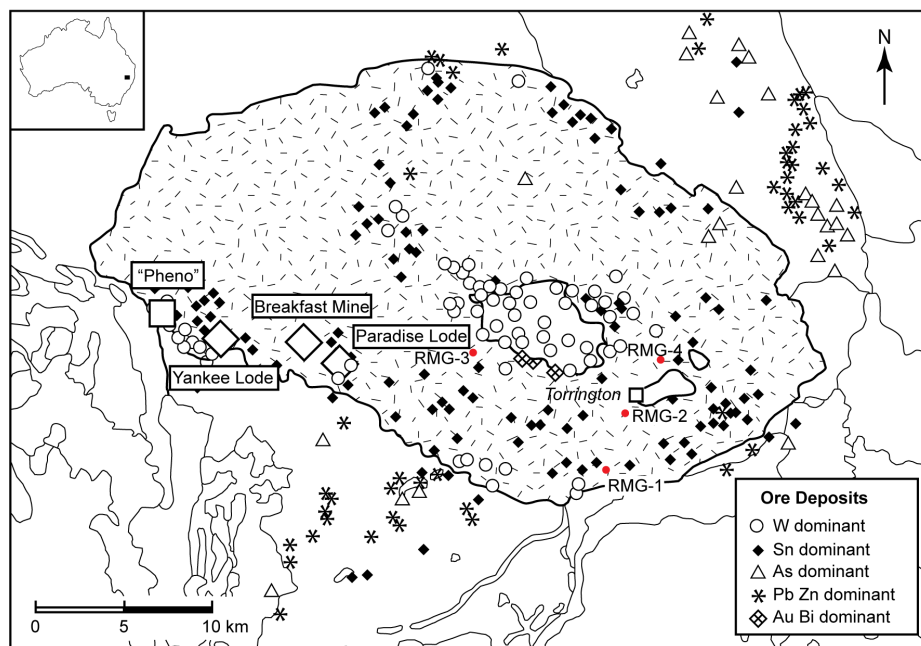 N
"Pheno"
Breakfast Mine
Paradise Lode
RMG-3
RMG-4
Yankee Lode
Torrington
RMG-2
RMG-1
Ore Deposits
W dominant
Sn dominant
As dominant
Pb Zn dominant
Au Bi dominant
0 5 10 km